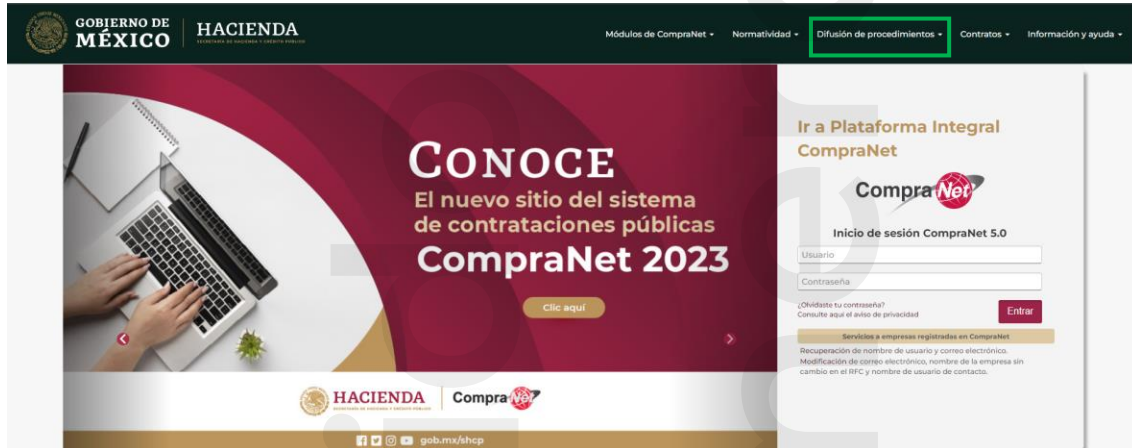 GOBIERNO DE
MÉXICO
HACIENDA
SECRETARÍA DE HACIENDA Y CRÉDITO PÚBLICO
Módulos de CompraNet
Normatividad
Difusión de procedimientos
Contratos
Información y ayuda
CONOCE
El nuevo sitio del sistema
de contrataciones públicas
CompraNet 2023
Clic aquí
HACIENDA
SECRETARÍA DE HACIENDA Y CRÉDITO PÚBLICO
CompraNet
gob.mx/shcp
Ir a Plataforma Integral
CompraNet
CompraNet
Inicio de sesión CompraNet 5.0
Usuario
Contraseña
¿Olvidaste tu contraseña?
Consulte aquí el aviso de privacidad
Entrar
Servicios a empresas registradas en CompraNet
Recuperación de nombre de usuario y correo electrónico.
Modificación de correo electrónico, nombre de la empresa sin
cambio en el RFC y nombre de usuario de contacto.